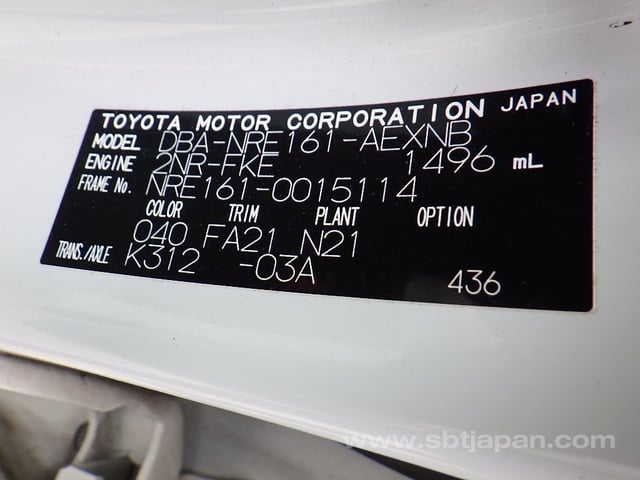 TOYOTA MOTOR CORPORATION JAPAN
MODEL DBA-NRE161-AEXNB
ENGINE 2NR-FKE 1496 mL
FRAME No. NRE161-0015114
COLOR TRIM PLANT OPTION
040 FA21 N21
TRANS./AXLE K312 -03A 436
www.sbtjapan.com